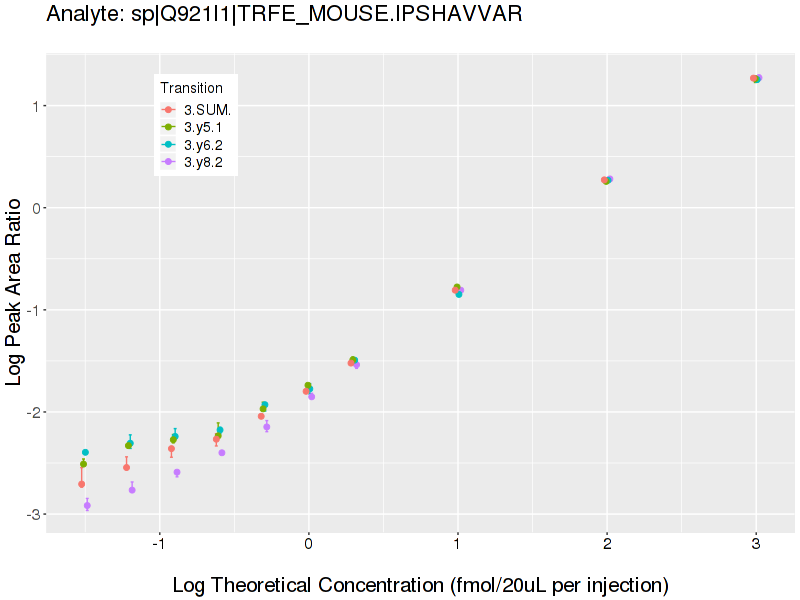 Analyte: sp|Q921I1|TRFE_MOUSE.IPSHAVVAR
Transition
3.SUM.
3.y5.1
3.y6.2
3.y8.2
Log Peak Area Ratio
1
0
-1
-2
-3
-1
0
1
2
3
Log Theoretical Concentration (fmol/20uL per injection)